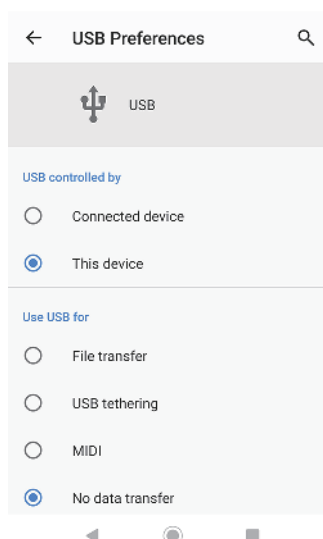 USB Preferences
USB
USB controlled by
Connected device
This device
Use USB for
File transfer
USB tethering
MIDI
No data transfer